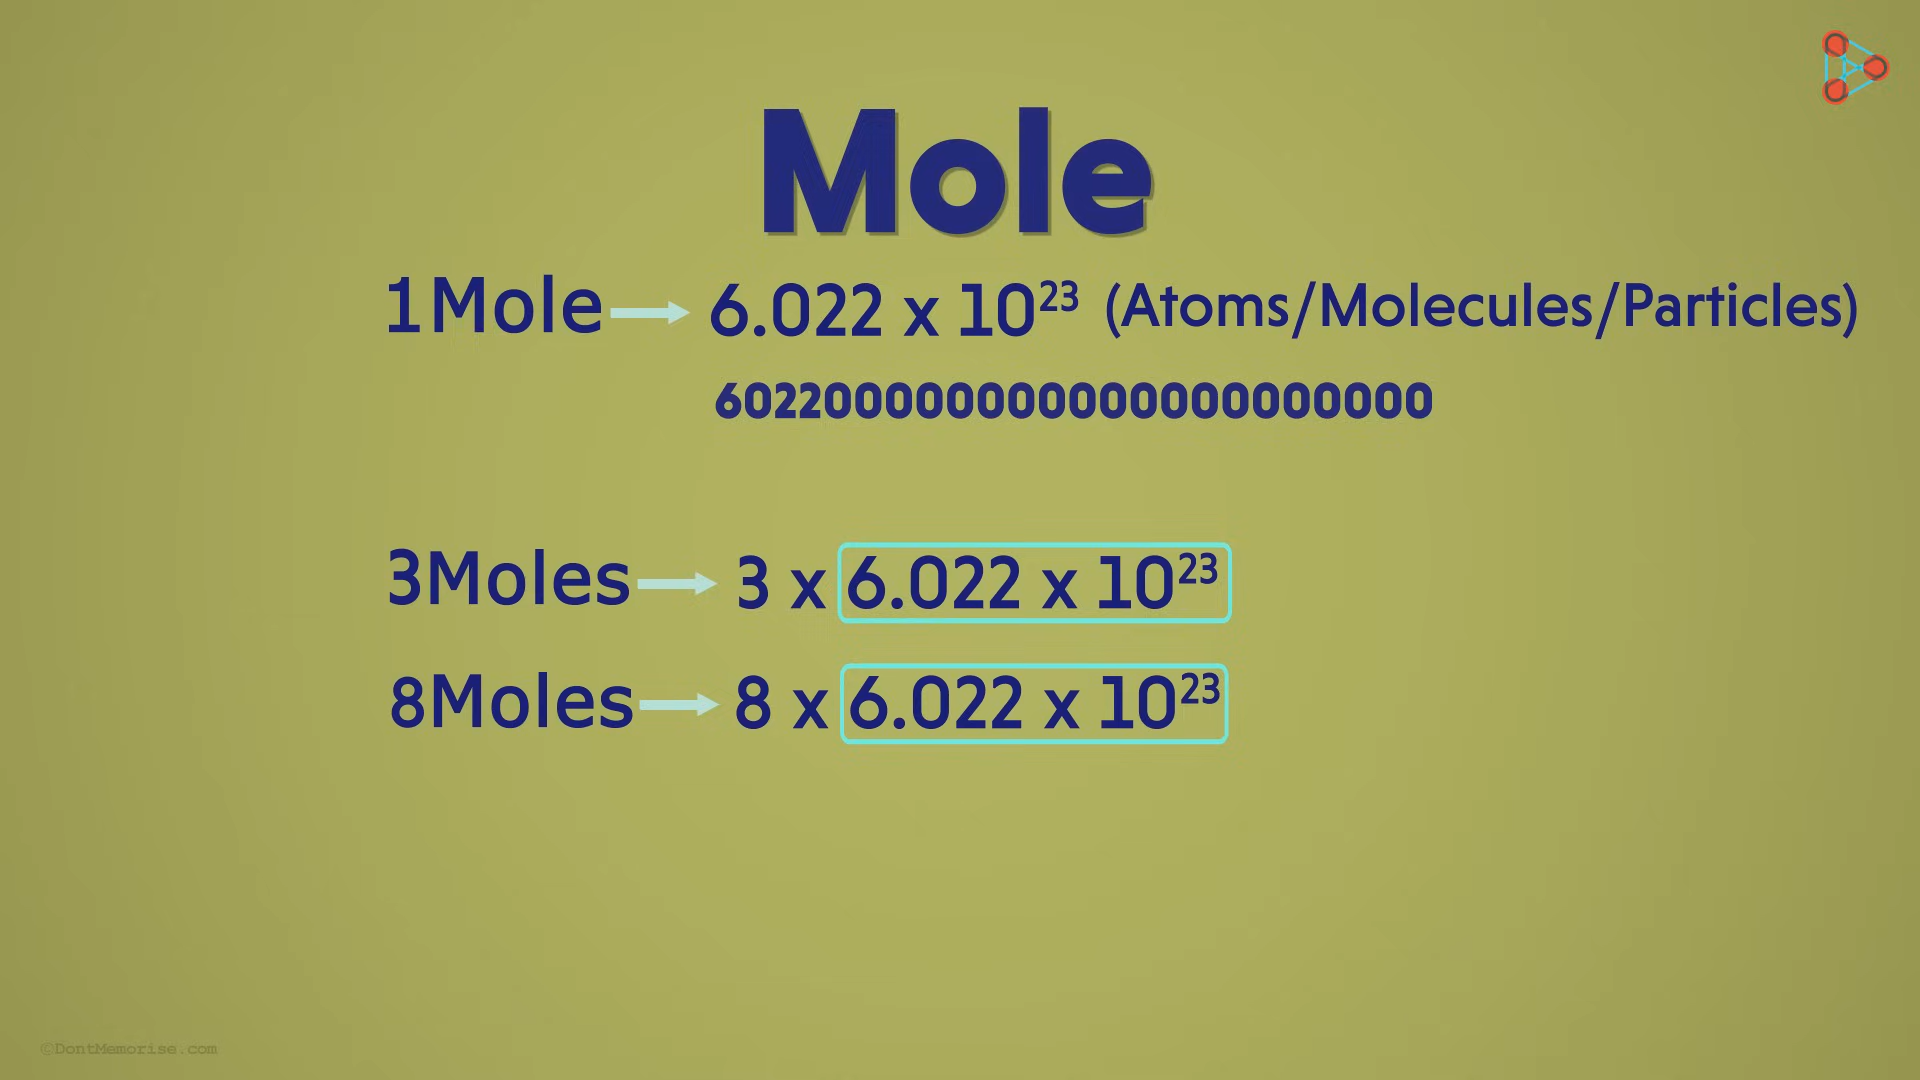 Mole
1Mole → 6.022 x 10²³ (Atoms/Molecules/Particles)
602200000000000000000000
3Moles → 3 x 6.022 x 10²³
8Moles → 8 x 6.022 x 10²³
©DontMemorise.com